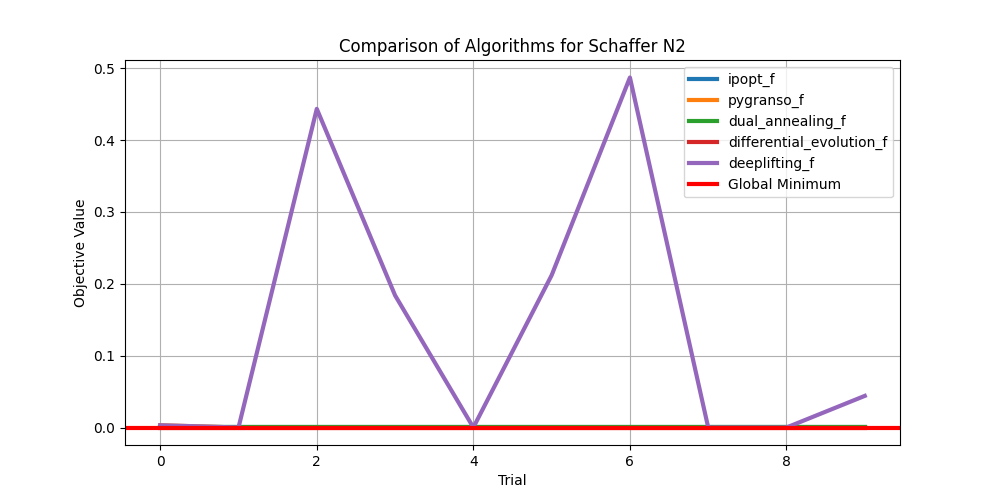 Comparison of Algorithms for Schaffer N2
Objective Value
0.5
0.4
0.3
0.2
0.1
0.0
ipopt_f
pygranso_f
dual_annealing_f
differential_evolution_f
deeplifting_f
Global Minimum
0 2 4 6 8
Trial